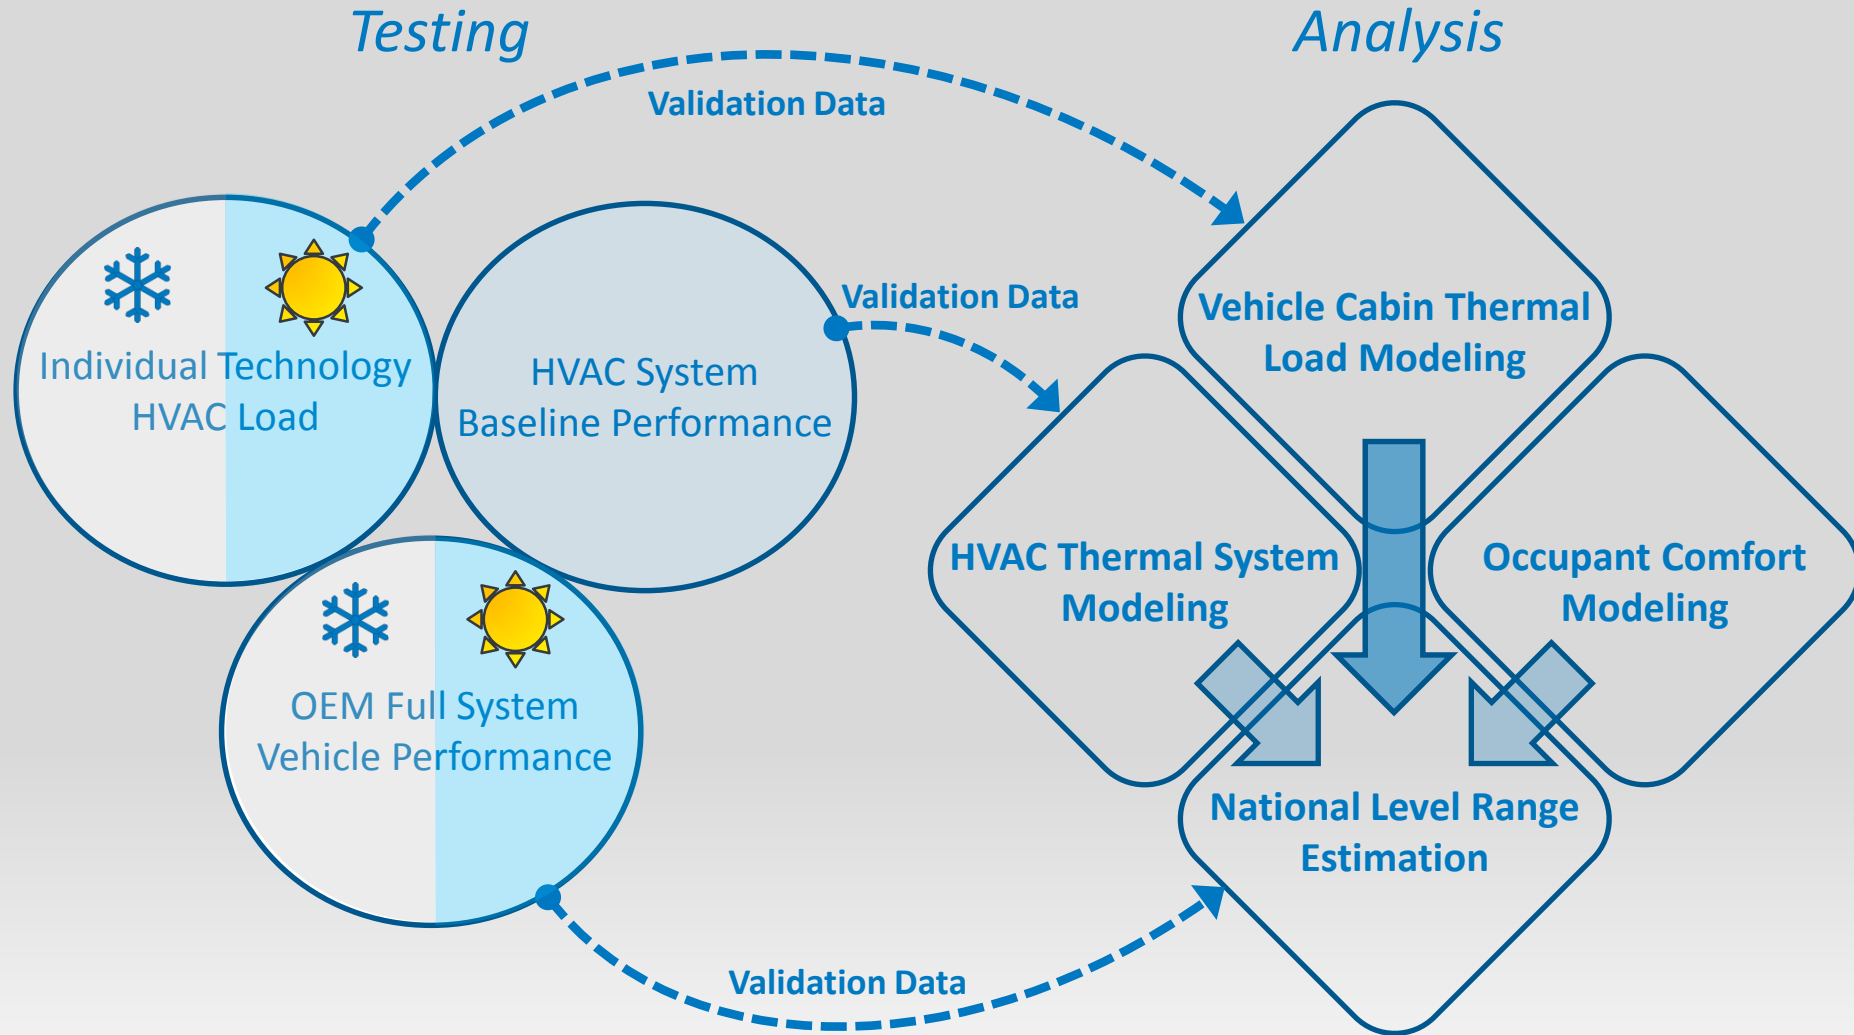 Testing
Analysis
Validation Data
Individual Technology
HVAC Load
HVAC System
Baseline Performance
OEM Full System
Vehicle Performance
Validation Data
Validation Data
Vehicle Cabin Thermal
Load Modeling
HVAC Thermal System
Modeling
Occupant Comfort
Modeling
National Level Range
Estimation